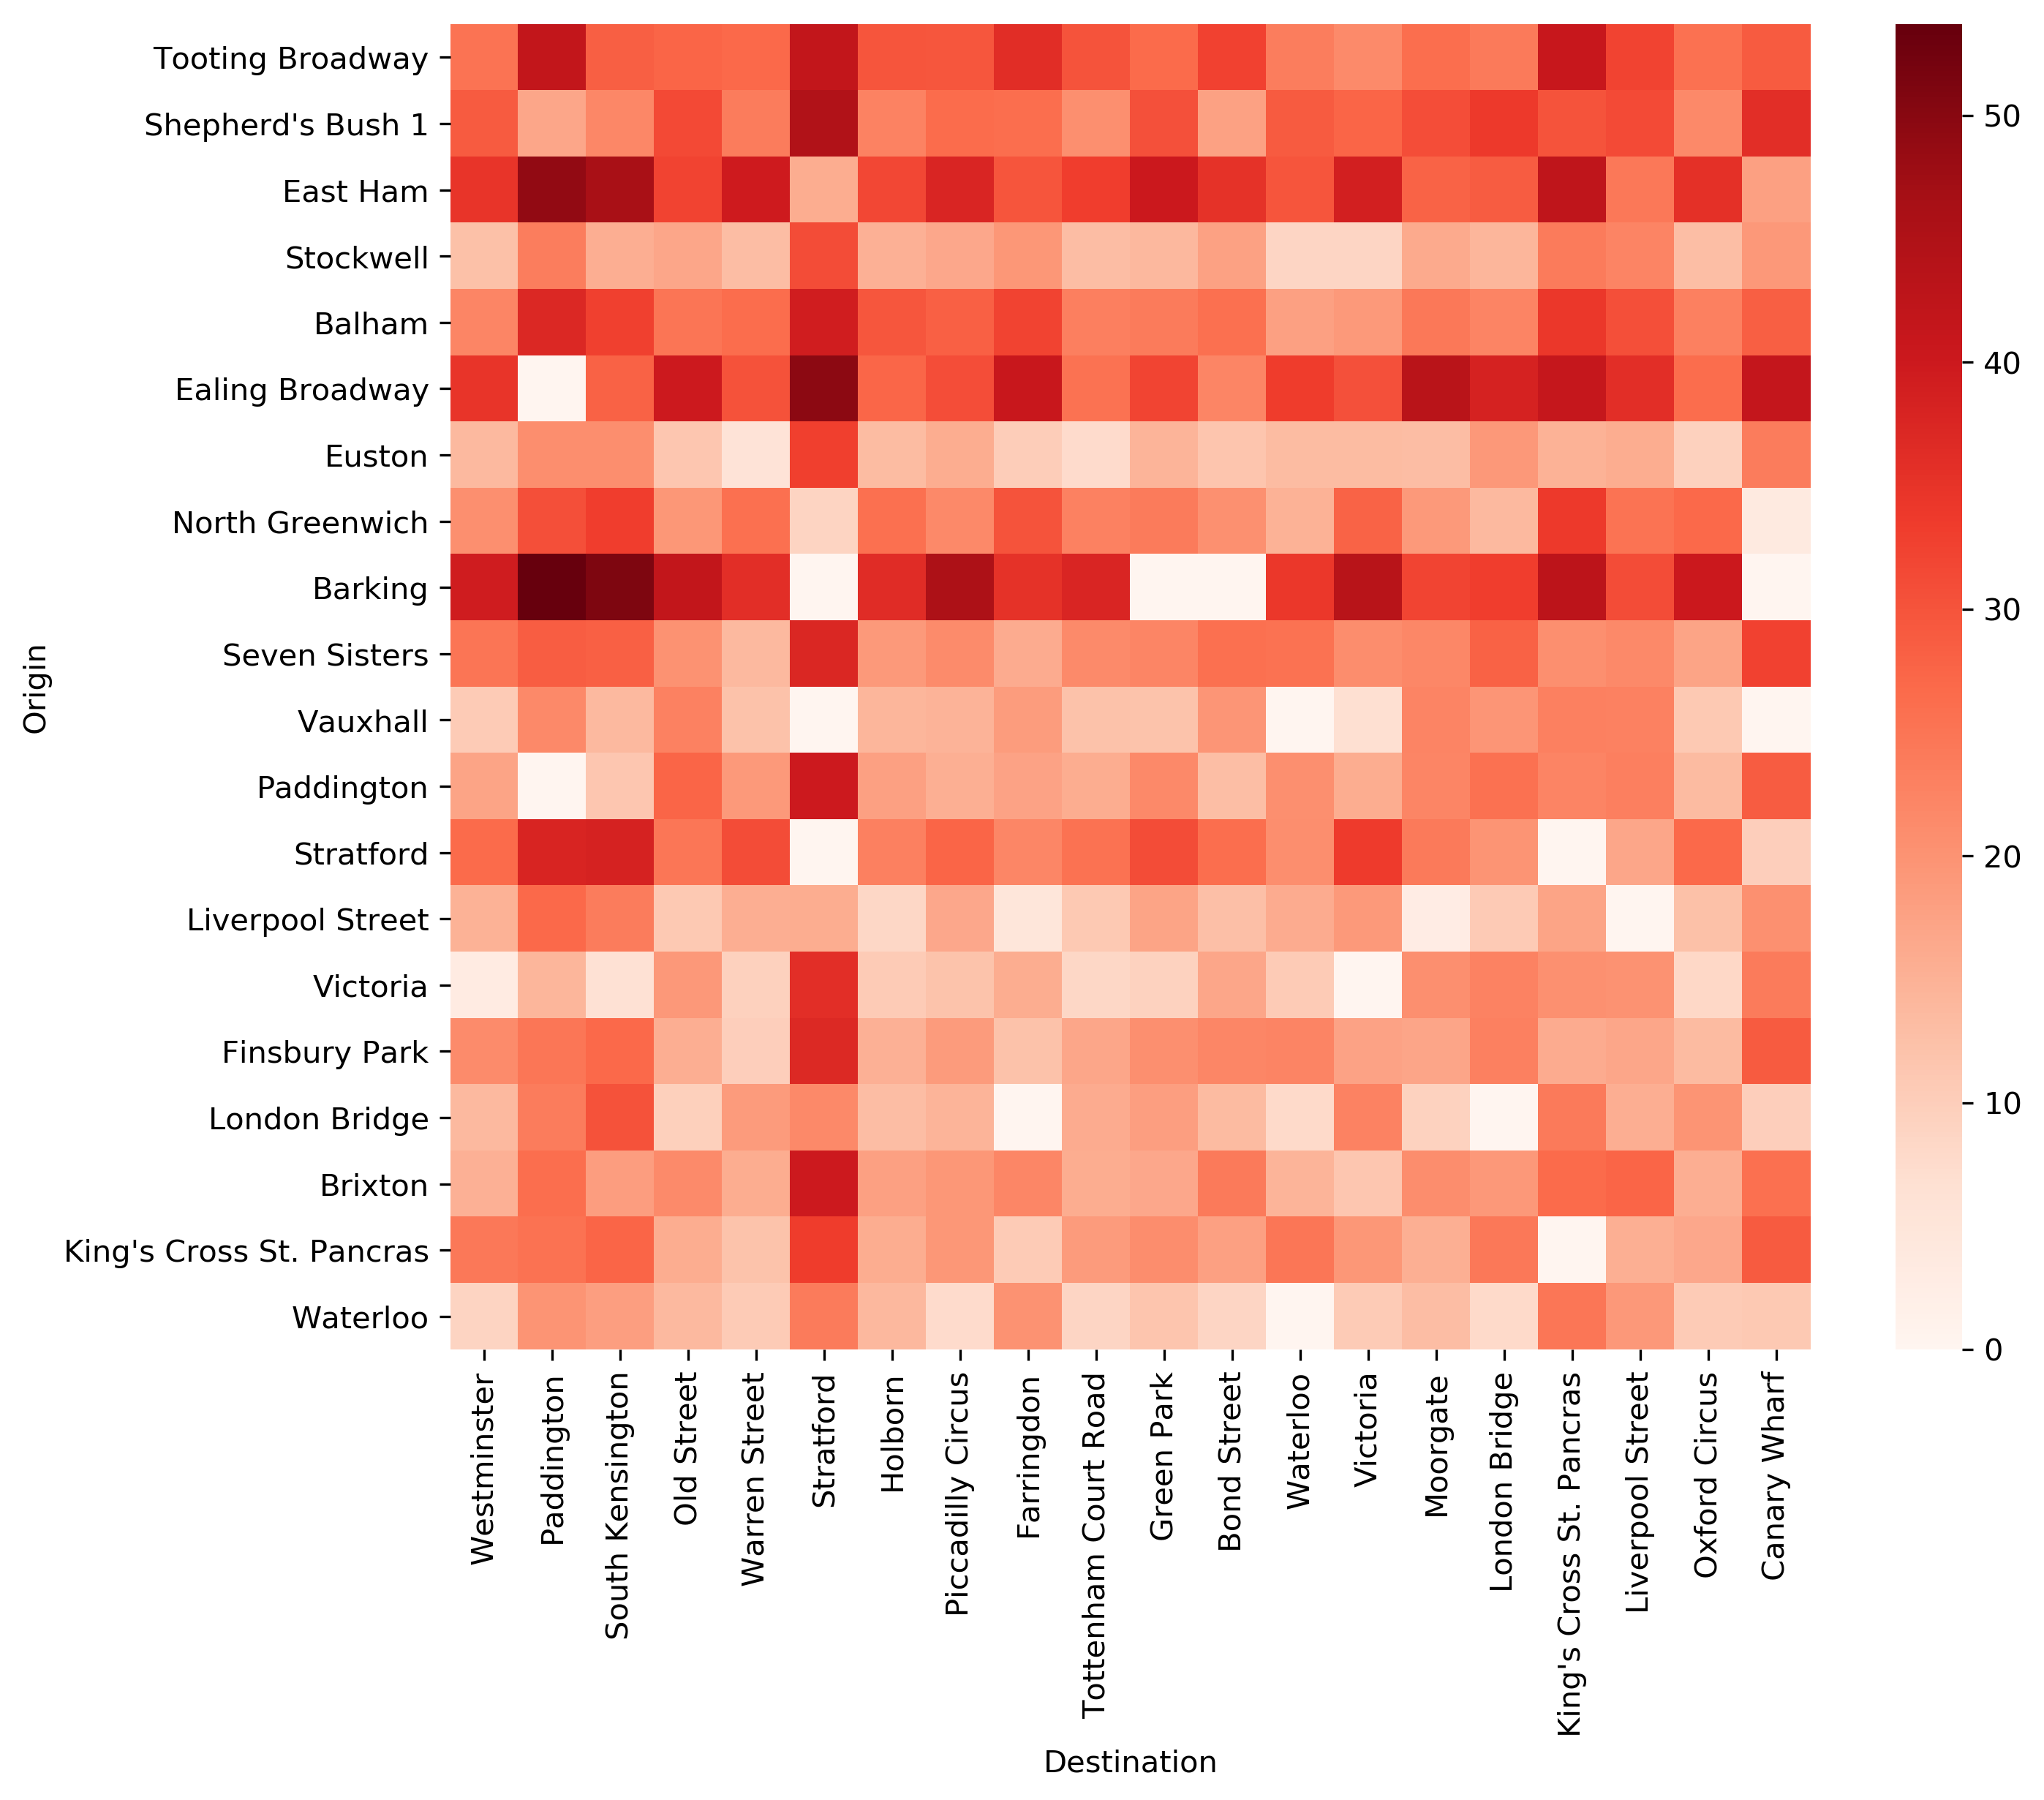 Tooting Broadway
Shepherd's Bush 1
East Ham
Stockwell
Balham
Ealing Broadway
Euston
North Greenwich
Barking
Seven Sisters
Vauxhall
Paddington
Stratford
Liverpool Street
Victoria
Finsbury Park
London Bridge
Brixton
King's Cross St. Pancras
Waterloo
Origin
Westminster
Paddington
South Kensington
Old Street
Warren Street
Stratford
Holborn
Piccadilly Circus
Farringdon
Tottenham Court Road
Green Park
Bond Street
Waterloo
Victoria
Moorgate
London Bridge
King's Cross St. Pancras
Liverpool Street
Oxford Circus
Canary Wharf
Destination
50
40
30
20
10
0